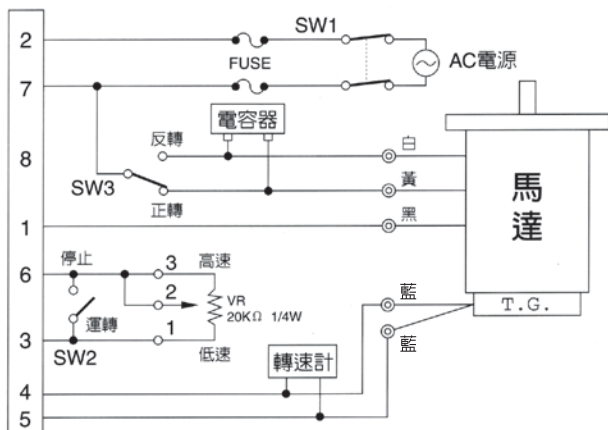 SW1
2
FUSE
AC電源
7
電容器
反轉
白
8
SW3
黃
馬達
正轉
黑
1
停止
3
高速
6
2
VR
20KΩ 1/4W
藍
T.G.
運轉
1
3
SW2
低速
藍
轉速計
4
5